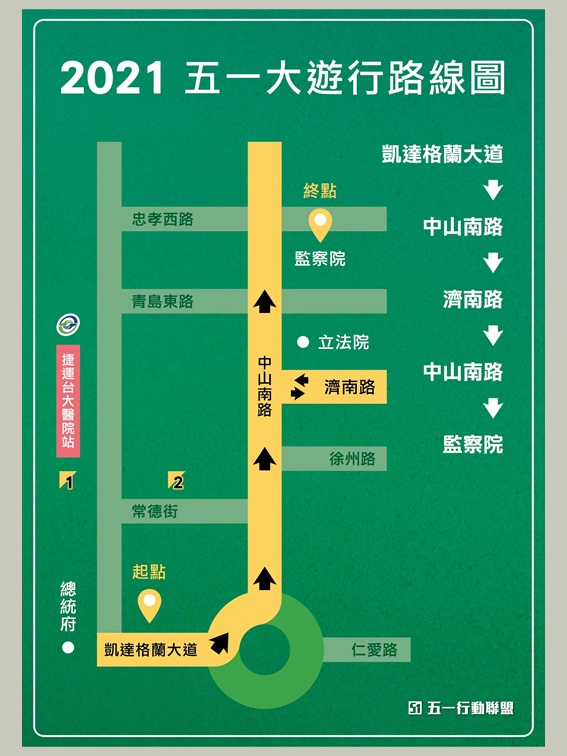 2021 五一大遊行路線圖
凱達格蘭大道
終點
忠孝西路
中山南路
監察院
青島東路
濟南路
立法院
中山南路
捷運台大醫院站
中山南路
濟南路
監察院
徐州路
1
2
常德街
起點
總統府
凱達格蘭大道
仁愛路
五一行動聯盟